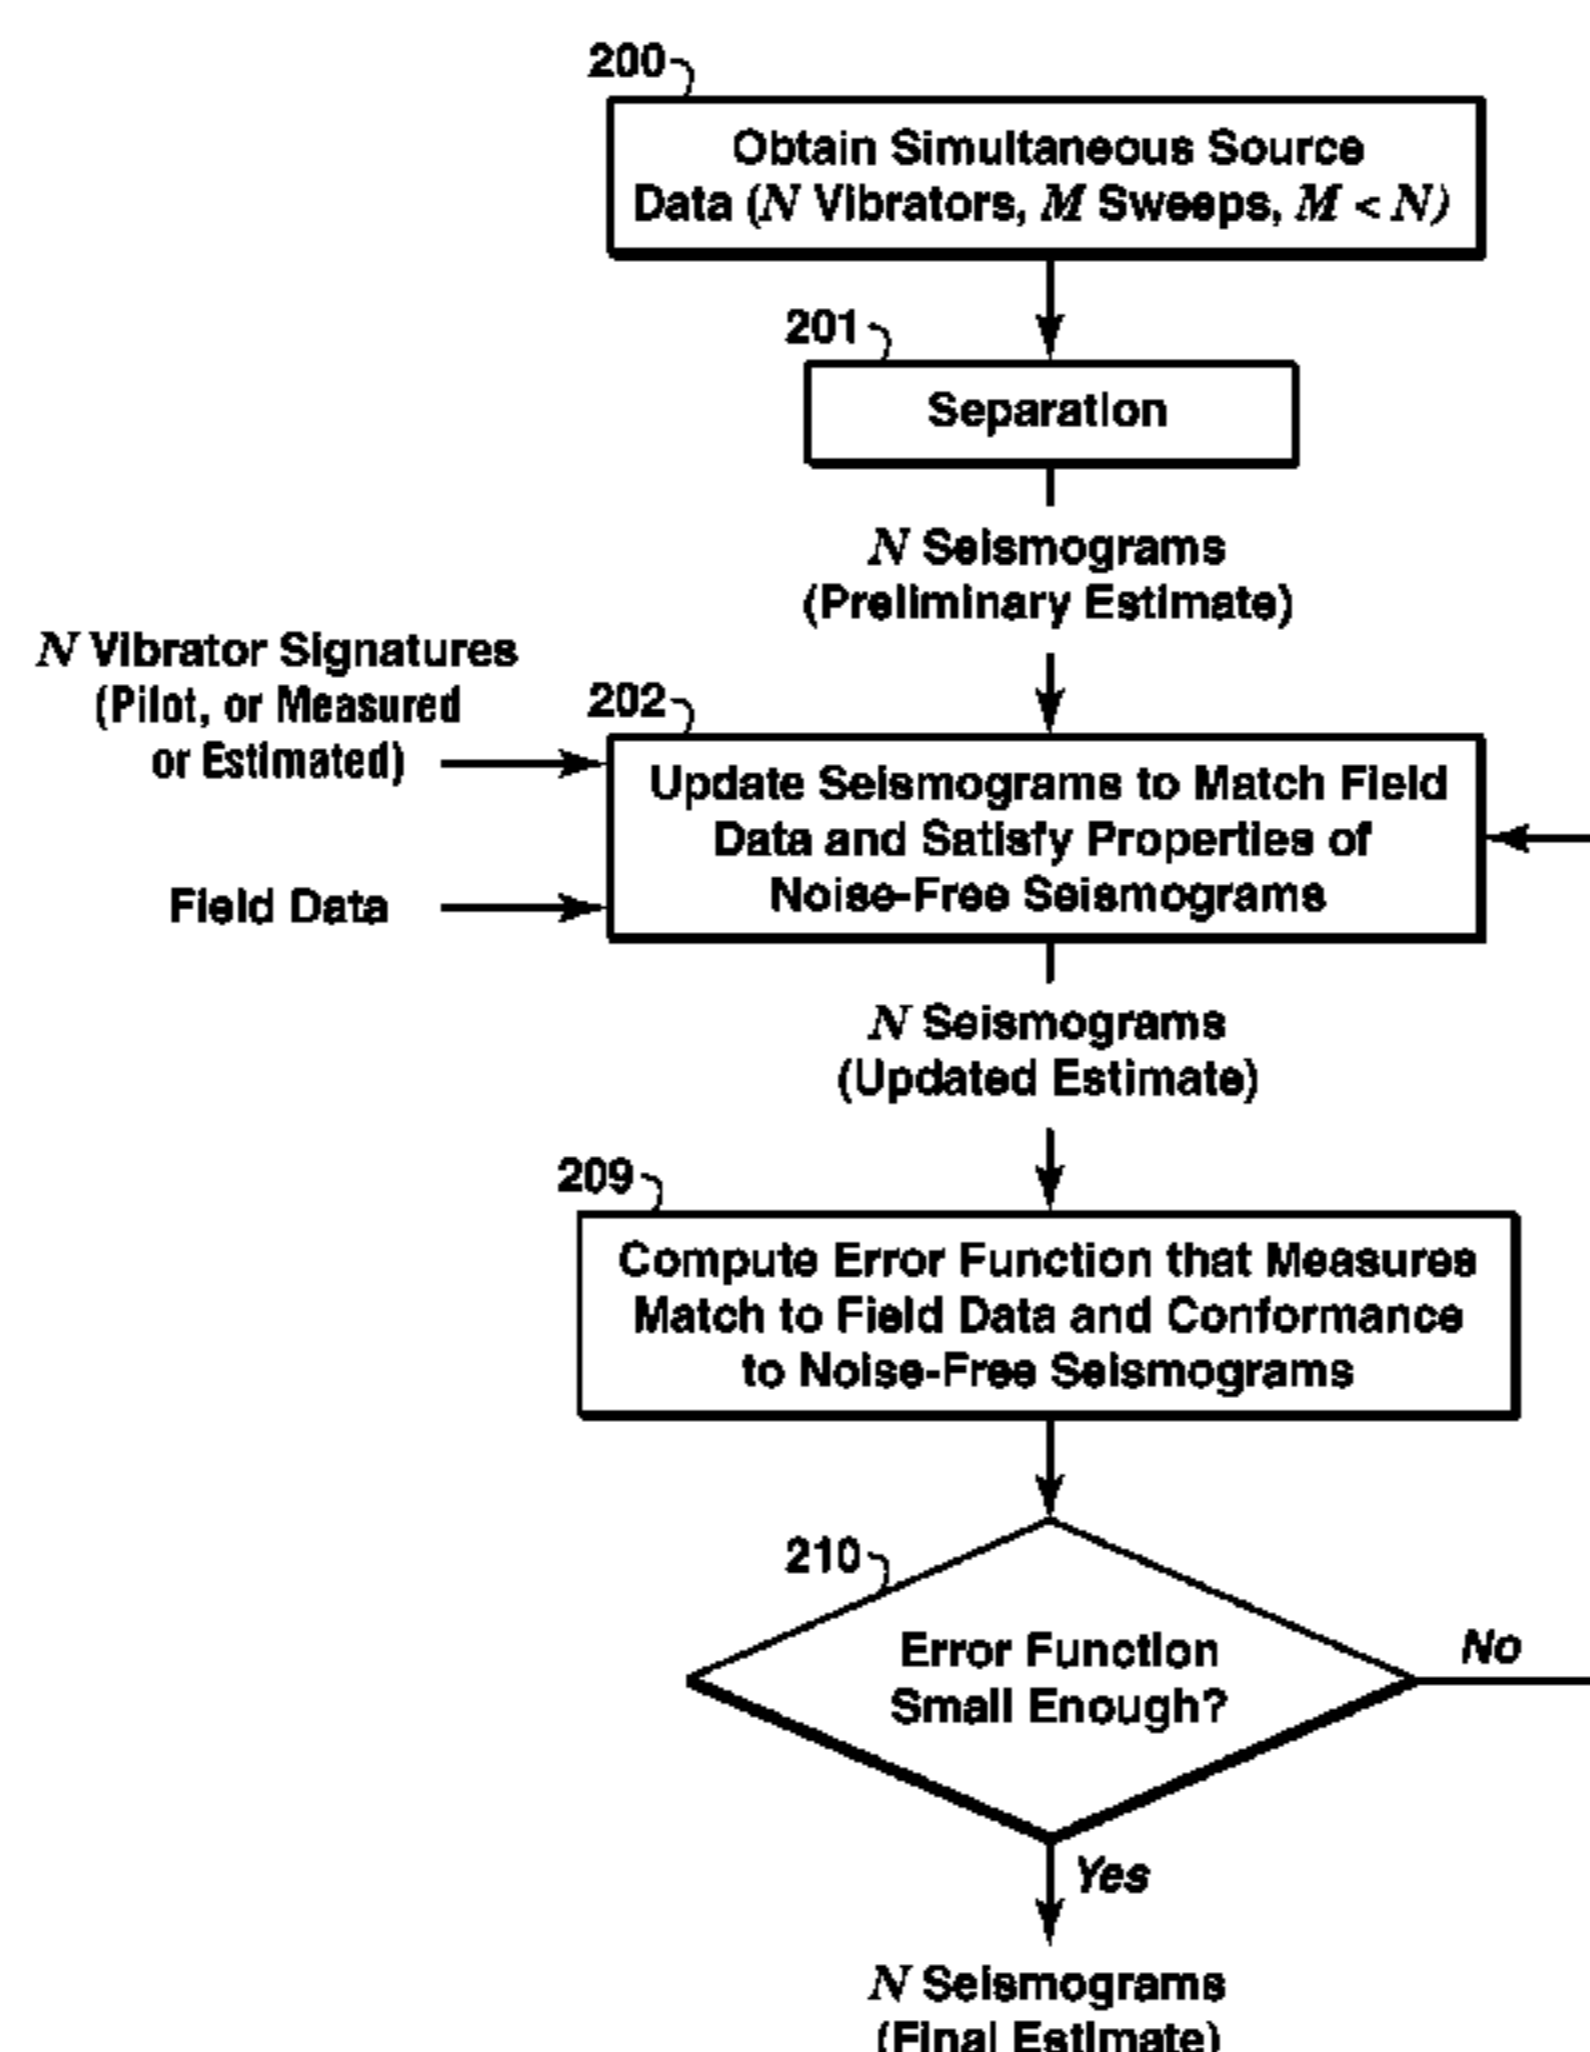 200
Obtain Simultaneous Source
Data (N Vibrators, M Sweeps, M < N)
201
Separation
N Seismograms
(Preliminary Estimate)
N Vibrator Signatures
(Pilot, or Measured
or Estimated)
202
Update Seismograms to Match Field
Data and Satisfy Properties of
Noise-Free Seismograms
Field Data
N Seismograms
(Updated Estimate)
209
Compute Error Function that Measures
Match to Field Data and Conformance
to Noise-Free Seismograms
210
Error Function
Small Enough?
No
Yes
N Seismograms
(Final Estimate)